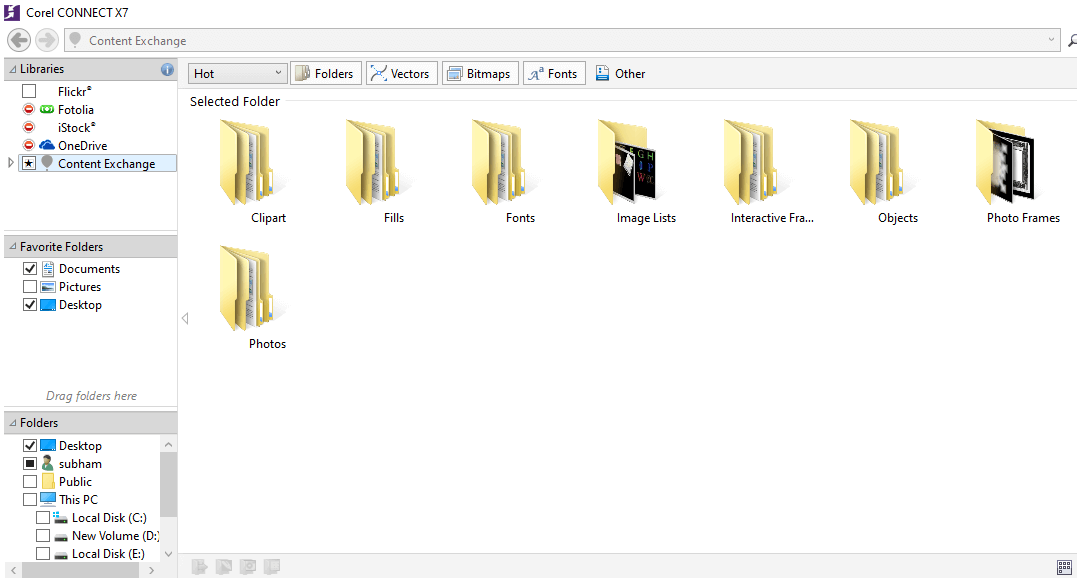 Corel CONNECT X7
Content Exchange
Libraries
Flickr®
Fotolia
iStock®
OneDrive
Content Exchange
Favorite Folders
Documents
Pictures
Desktop
Drag folders here
Folders
Desktop
subham
Public
This PC
Local Disk (C:)
New Volume (D:)
Local Disk (E:)
Hot Folders Vectors Bitmaps Fonts Other
Selected Folder
Clipart Fills Fonts Image Lists Interactive Fra... Objects Photo Frames
Photos